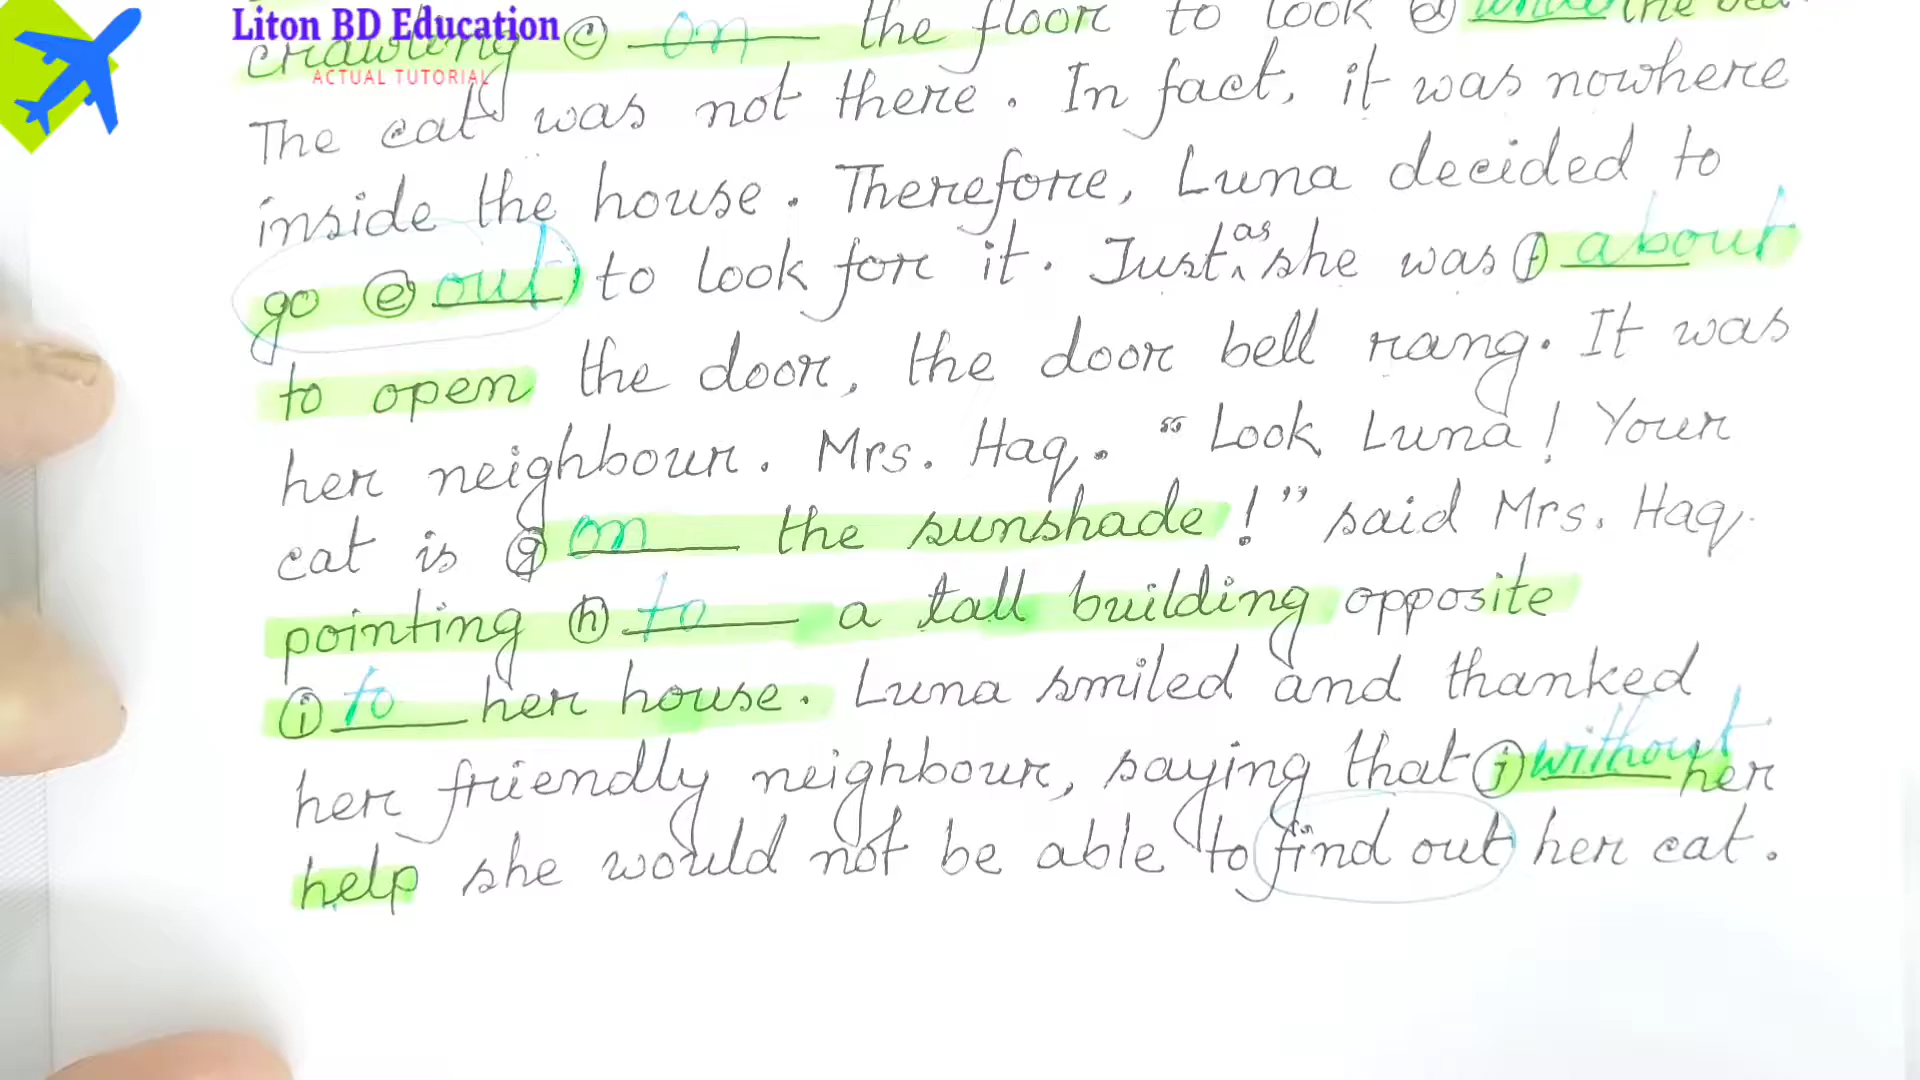 Liton BD Education
ACTUAL TUTORIAL
crawling (c) on the floor to look (d) under the bed.
The cat was not there. In fact, it was nowhere
inside the house. Therefore, Luna decided to
go (e) out to look for it. Just as she was (f) about
to open the door, the door bell rang. It was
her neighbour. Mrs. Haq. "Look Luna! Your
cat is (g) on the sunshade!" said Mrs. Haq.
pointing (h) to a tall building opposite
(i) to her house. Luna smiled and thanked
her friendly neighbour, saying that (j) without her
help she would not be able to find out her cat.